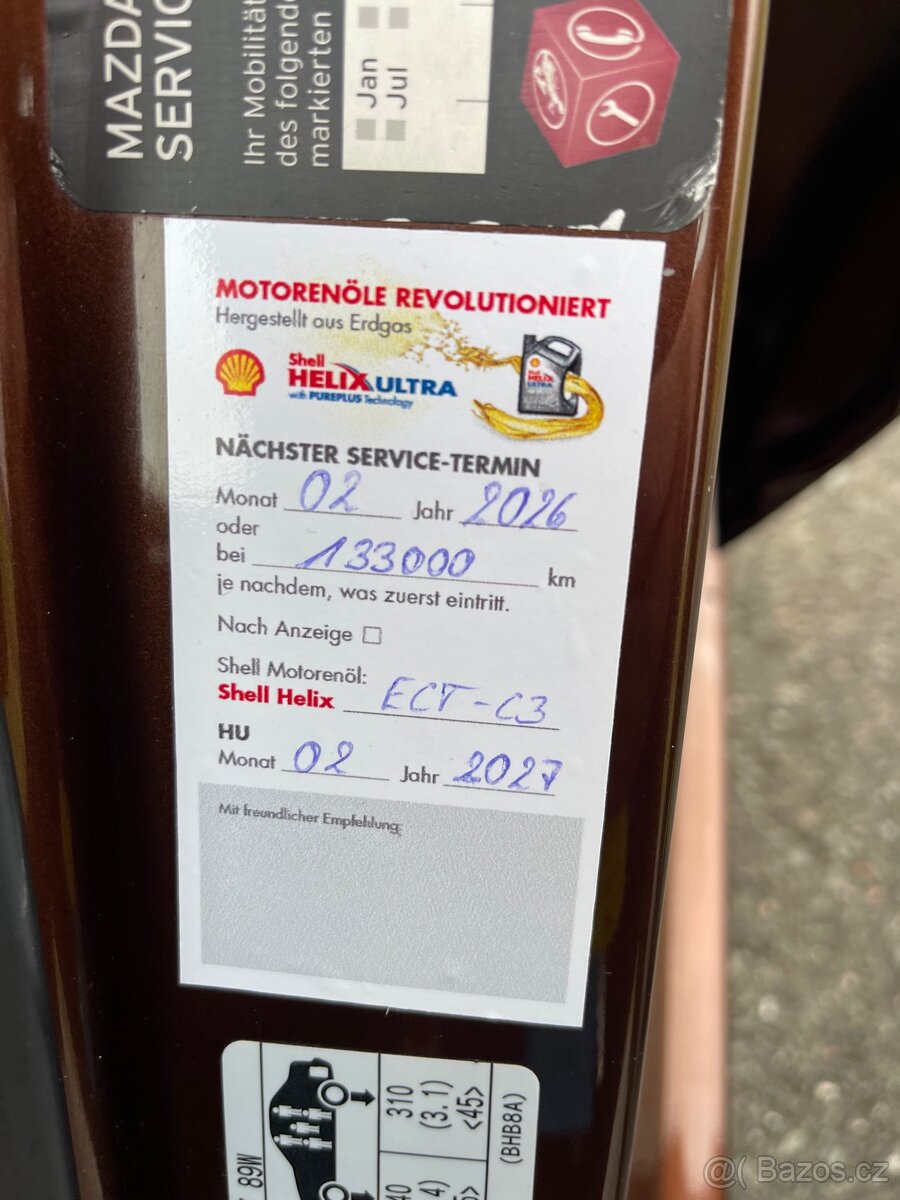 MAZDA
SERVIC
Ihr Mobilität
des folgende
markierten
Jan
Jul
MOTORENÖLE REVOLUTIONIERT
Hergestellt aus Erdgas
Shell
HELIX ULTRA
with PUREPLUS Technology
NÄCHSTER SERVICE-TERMIN
Monat 02 Jahr 2026
oder
bei 133000 km
je nachdem, was zuerst eintritt.
Nach Anzeige
Shell Motorenöl:
Shell Helix ECT-C3
HU
Monat 02 Jahr 2027
Mit freundlicher Empfehlung:
89W
310
(3.1)
<45>
(BHB8A)
@( Bazos.cz